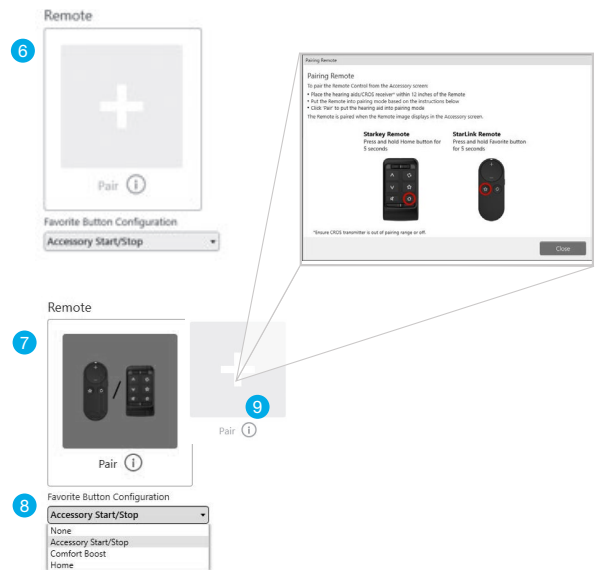 Remote
6
Pair i
Favorite Button Configuration
Accessory Start/Stop
Pairing Remote
Pairing Remote
To pair the Remote Control from the Accessory screen
• Place the hearing aids/CROS receiver* within 12 inches of the Remote
• Put the Remote into pairing mode based on the instructions below
• Click 'Pair' to put the hearing aid into pairing mode
The Remote is paired when the Remote image displays in the Accessory screen.
Starkey Remote
Press and hold Home button for
5 seconds
StarLink Remote
Press and hold Favorite button
for 5 seconds
*Ensure CROS transmitter is out of pairing range or off.
Close
Remote
7
/
Pair i
9
Pair i
8
Favorite Button Configuration
Accessory Start/Stop
None
Accessory Start/Stop
Comfort Boost
Home